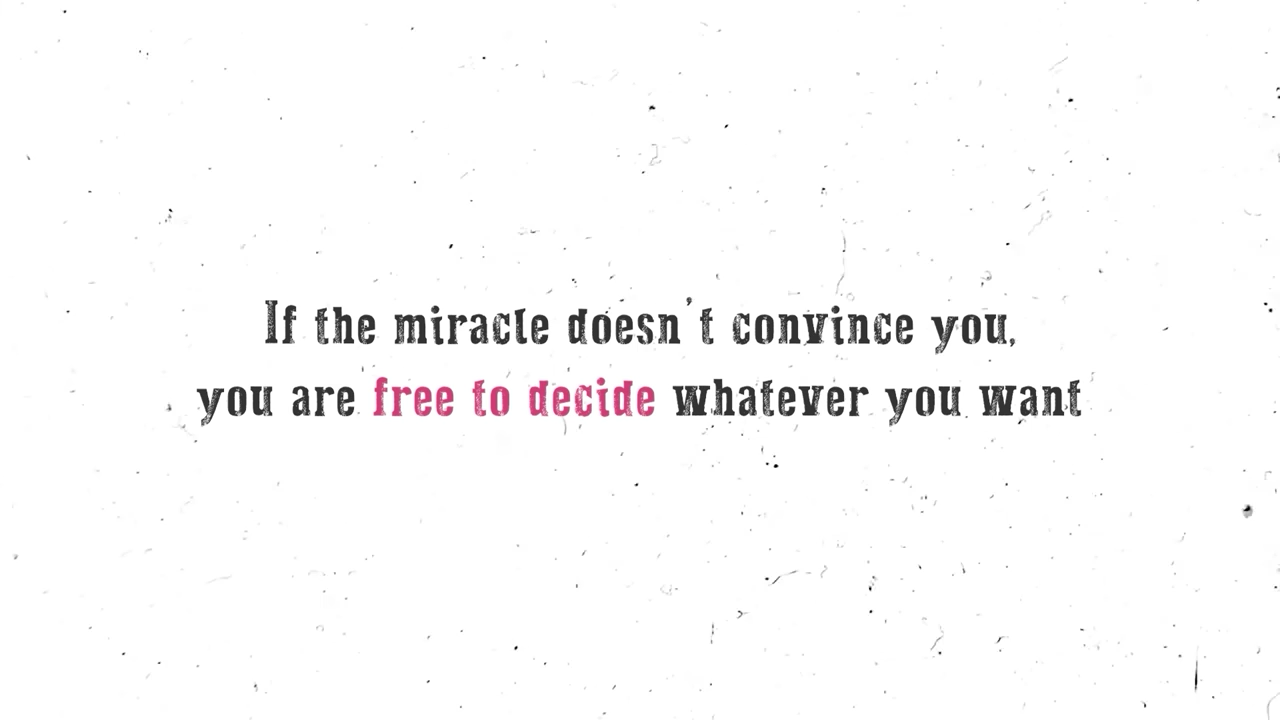 If the miracle doesn't convince you,
you are free to decide whatever you want